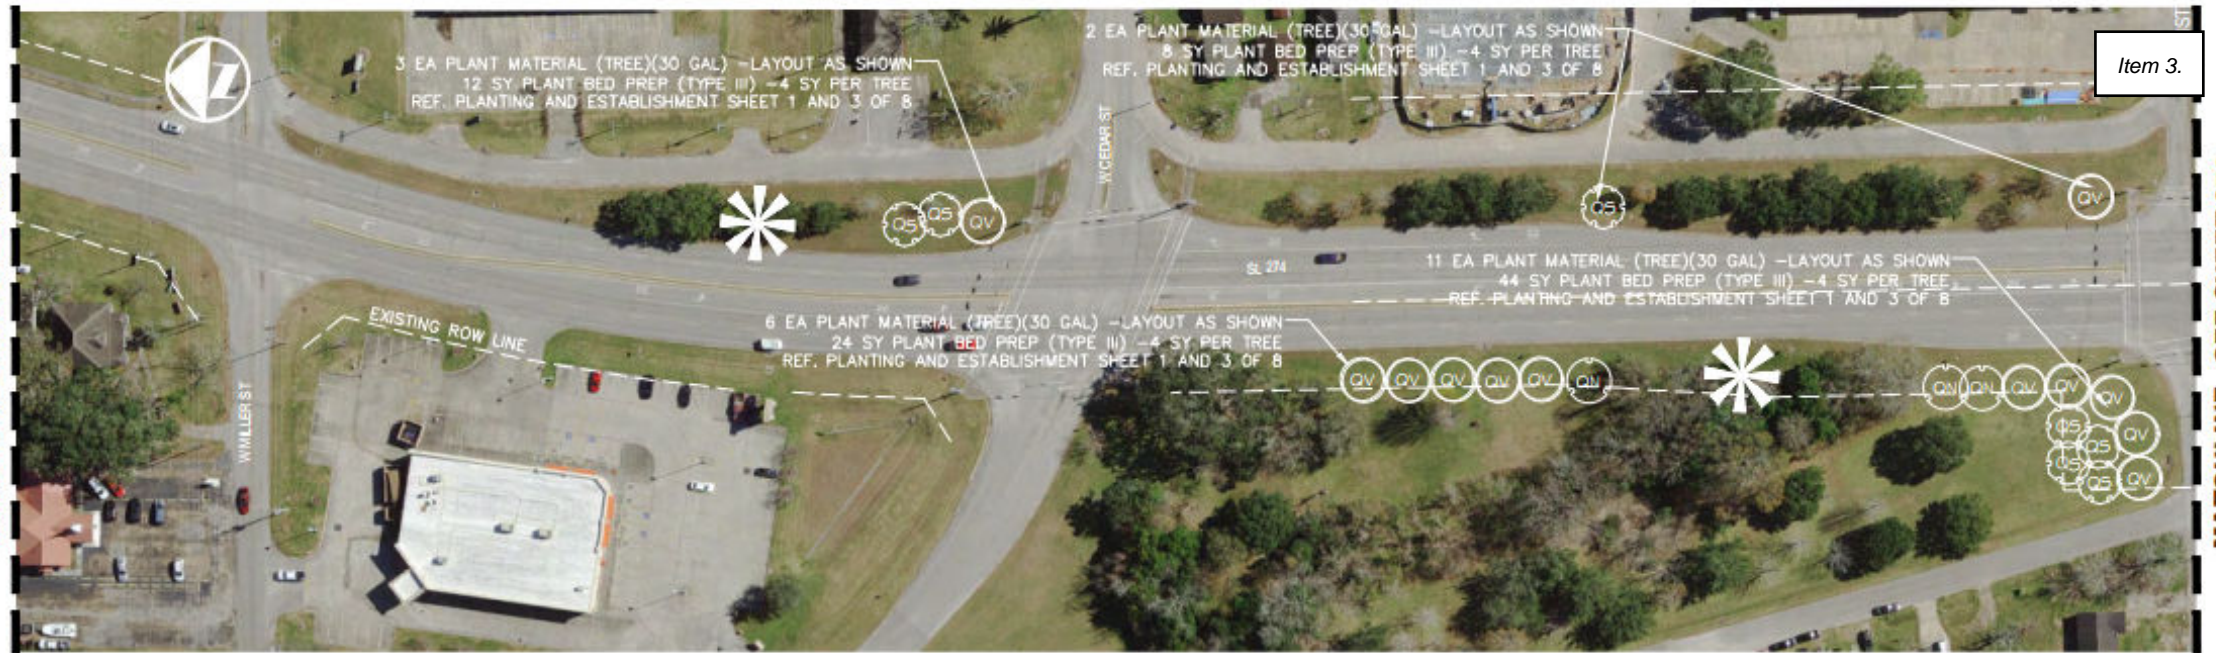 Item 3.
ST
2 EA PLANT MATERIAL (TREE)(30 GAL) -LAYOUT AS SHOWN
8 SY PLANT BED PREP (TYPE III) -4 SY PER TREE
REF. PLANTING AND ESTABLISHMENT SHEET 1 AND 3 OF 8
3 EA PLANT MATERIAL (TREE)(30 GAL) -LAYOUT AS SHOWN
12 SY PLANT BED PREP (TYPE III) -4 SY PER TREE
REF. PLANTING AND ESTABLISHMENT SHEET 1 AND 3 OF 8
Z
W CEDAR ST
QS
QS
QV
QS
QV
SL 274
11 EA PLANT MATERIAL (TREE)(30 GAL) -LAYOUT AS SHOWN
44 SY PLANT BED PREP (TYPE III) -4 SY PER TREE
REF. PLANTING AND ESTABLISHMENT SHEET 1 AND 3 OF 8
EXISTING ROW LINE
6 EA PLANT MATERIAL (TREE)(30 GAL) -LAYOUT AS SHOWN
24 SY PLANT BED PREP (TYPE III) -4 SY PER TREE
REF. PLANTING AND ESTABLISHMENT SHEET 1 AND 3 OF 8
W MILLER ST
QV QV QV QV QV QN
QN QN QV QV QV
QS
QS
QV
QS
QS
QV